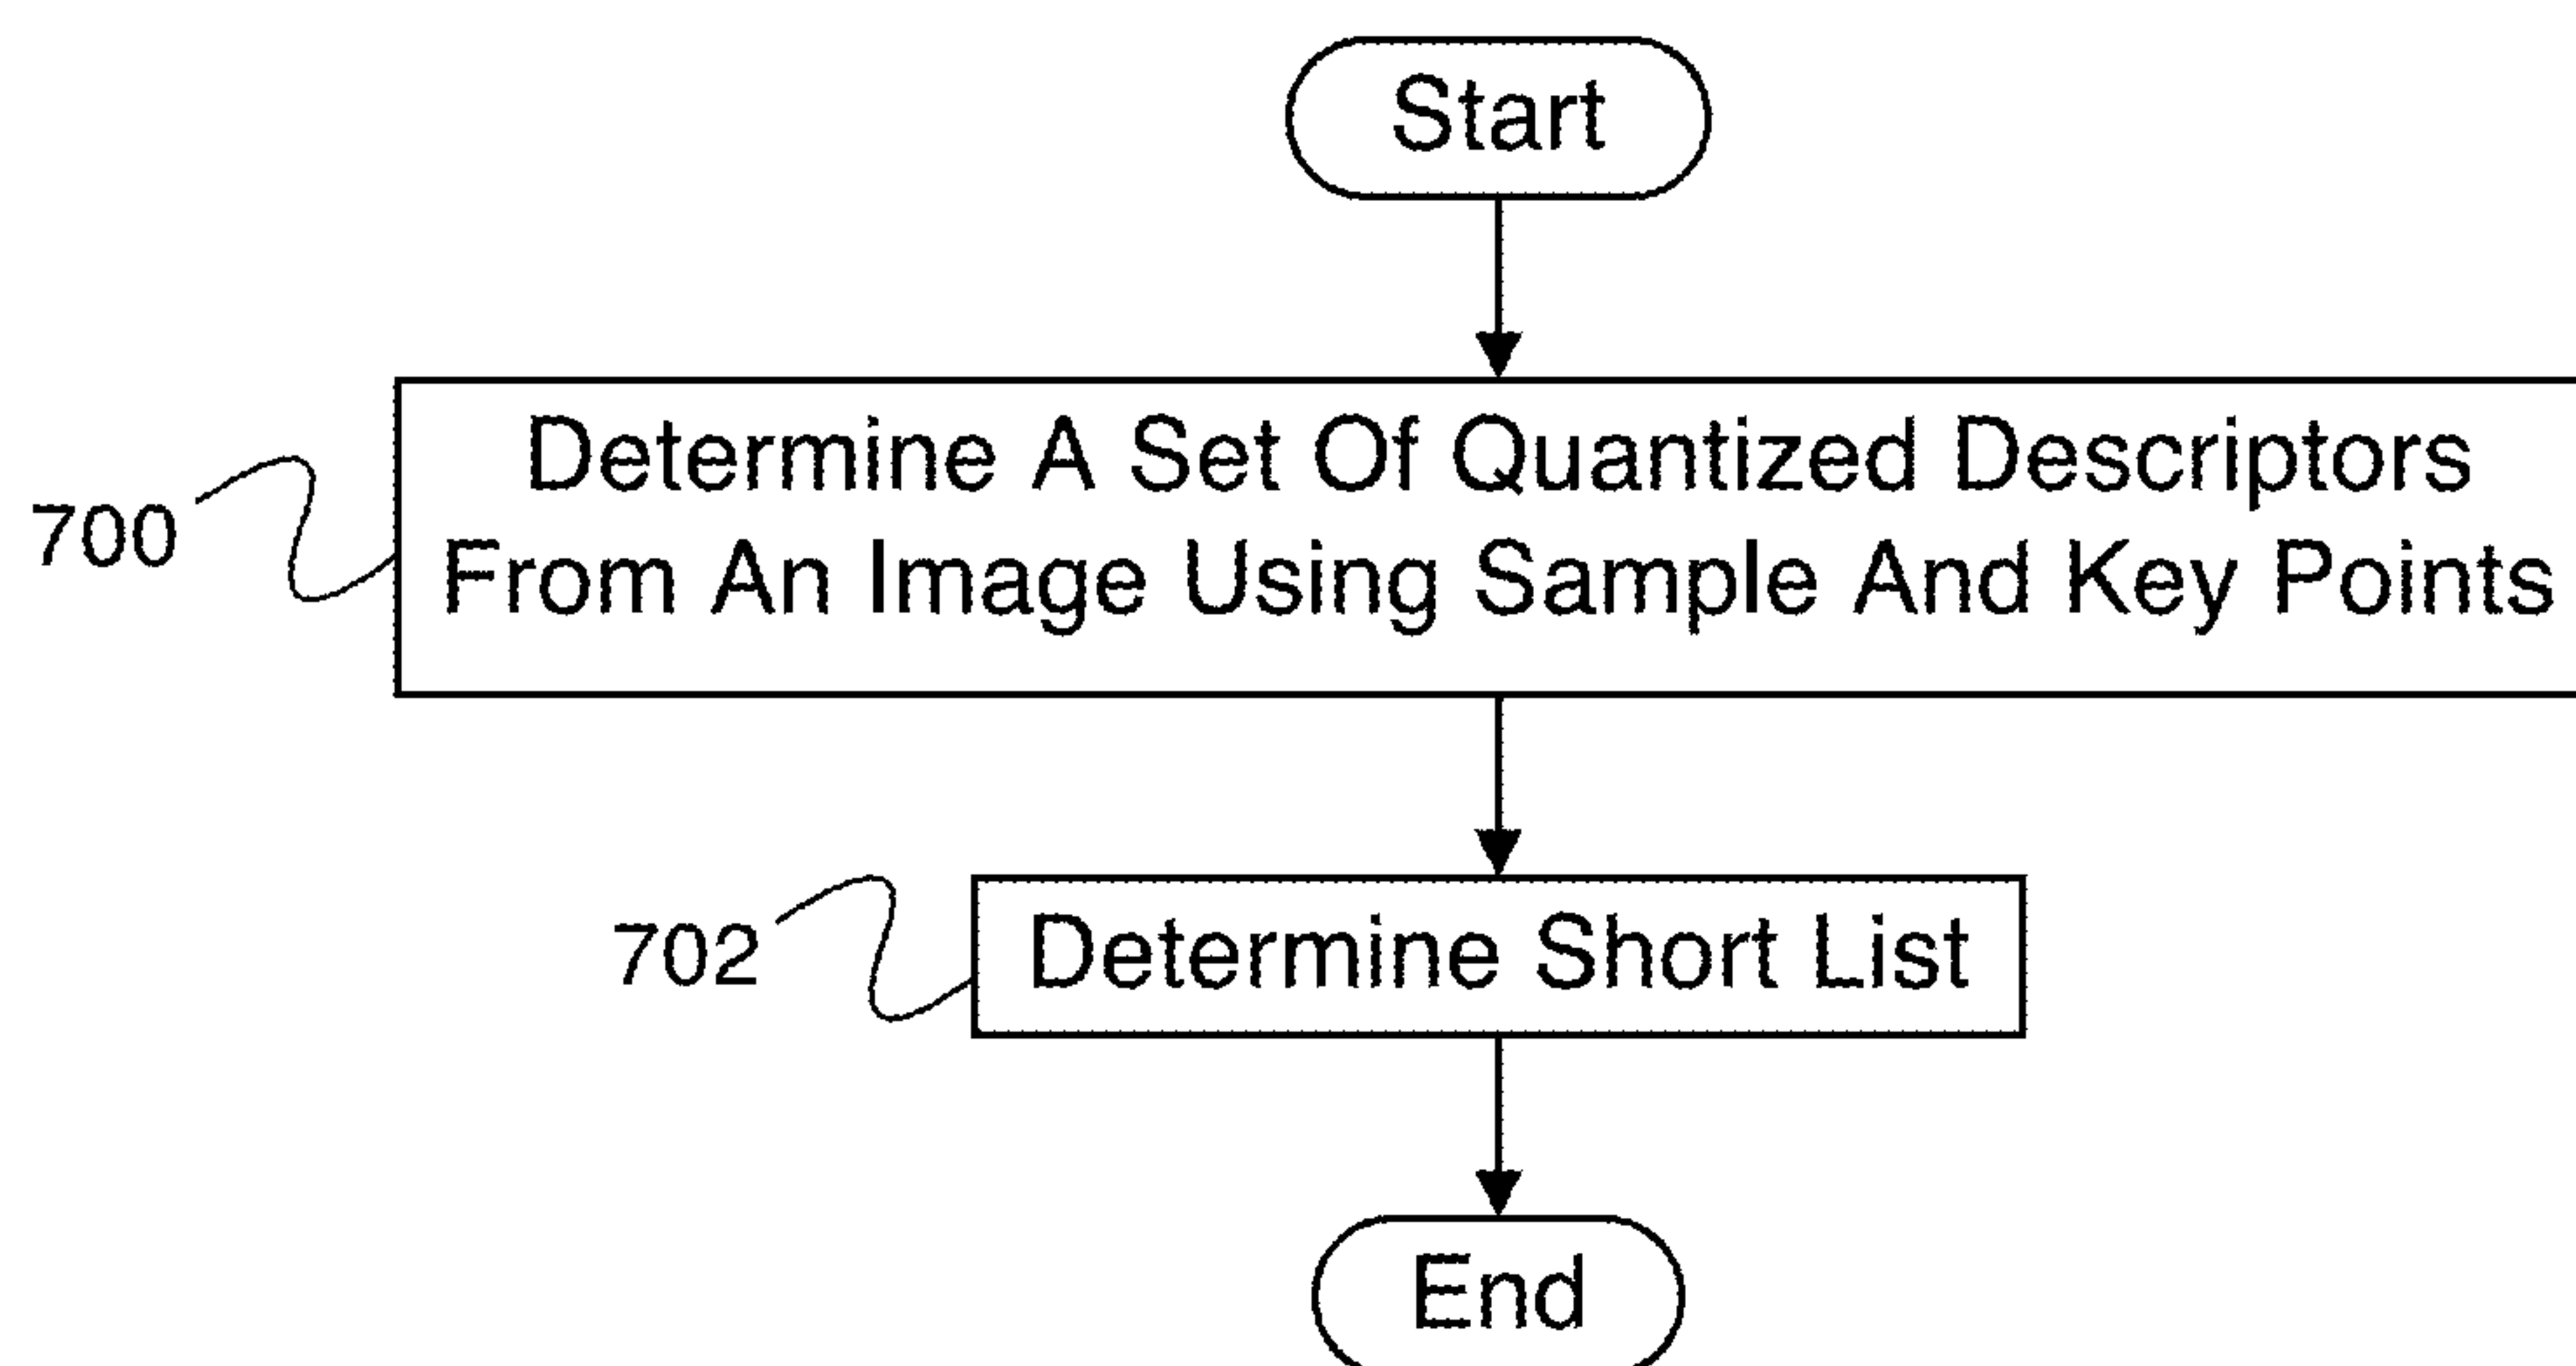 Start
700
Determine A Set Of Quantized Descriptors
From An Image Using Sample And Key Points
702
Determine Short List
End